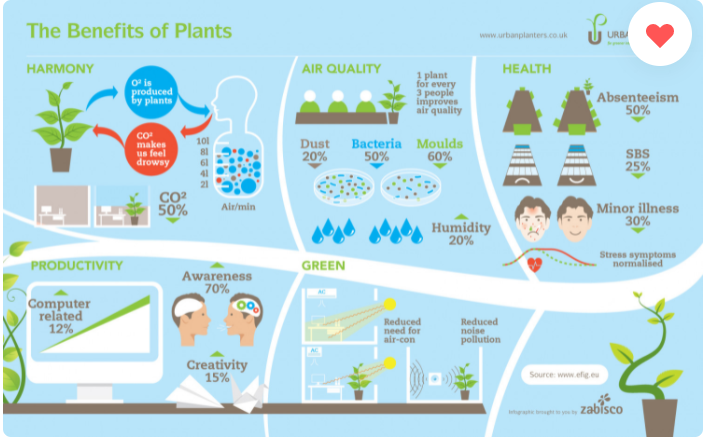 The Benefits of Plants
www.urbanplanters.co.uk
HARMONY
O² is
produced
by plants
CO²
makes
us feel
drowsy
10l
8l
6l
4l
2l
Air/min
CO²
50%
AIR QUALITY
1 plant
for every
3 people
improves
air quality
Dust
20%
Bacteria
50%
Moulds
60%
Humidity
20%
HEALTH
Absenteeism
50%
SBS
25%
Minor illness
30%
Stress symptoms
normalised
PRODUCTIVITY
Computer
related
12%
Awareness
70%
Creativity
15%
GREEN
AC
AC
Reduced
need for
air-con
Reduced
noise
pollution
Source: www.efig.eu
Infographic brought to you by zabisco